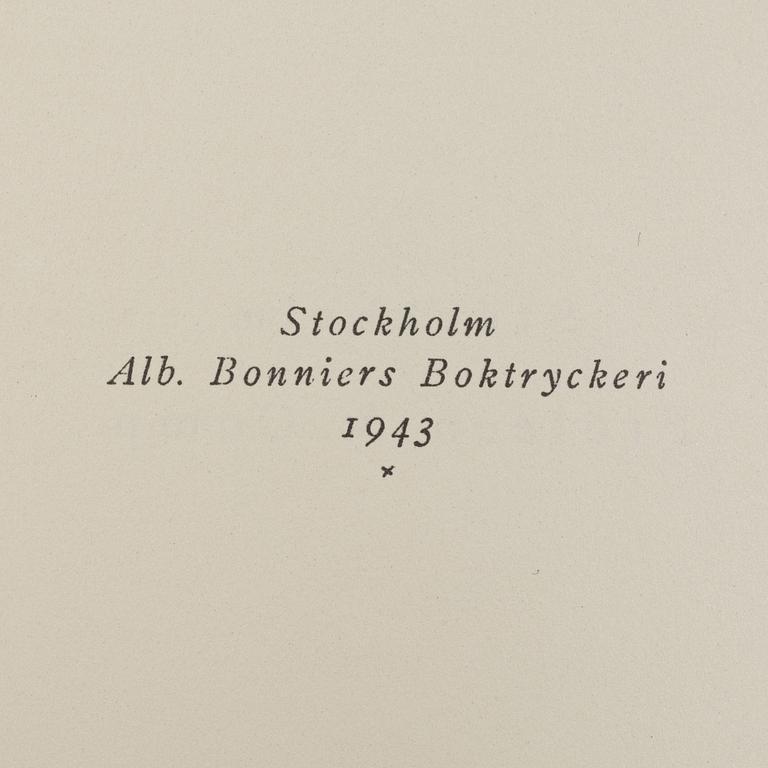 Stockholm
Alb. Bonniers Boktryckeri
1943
×